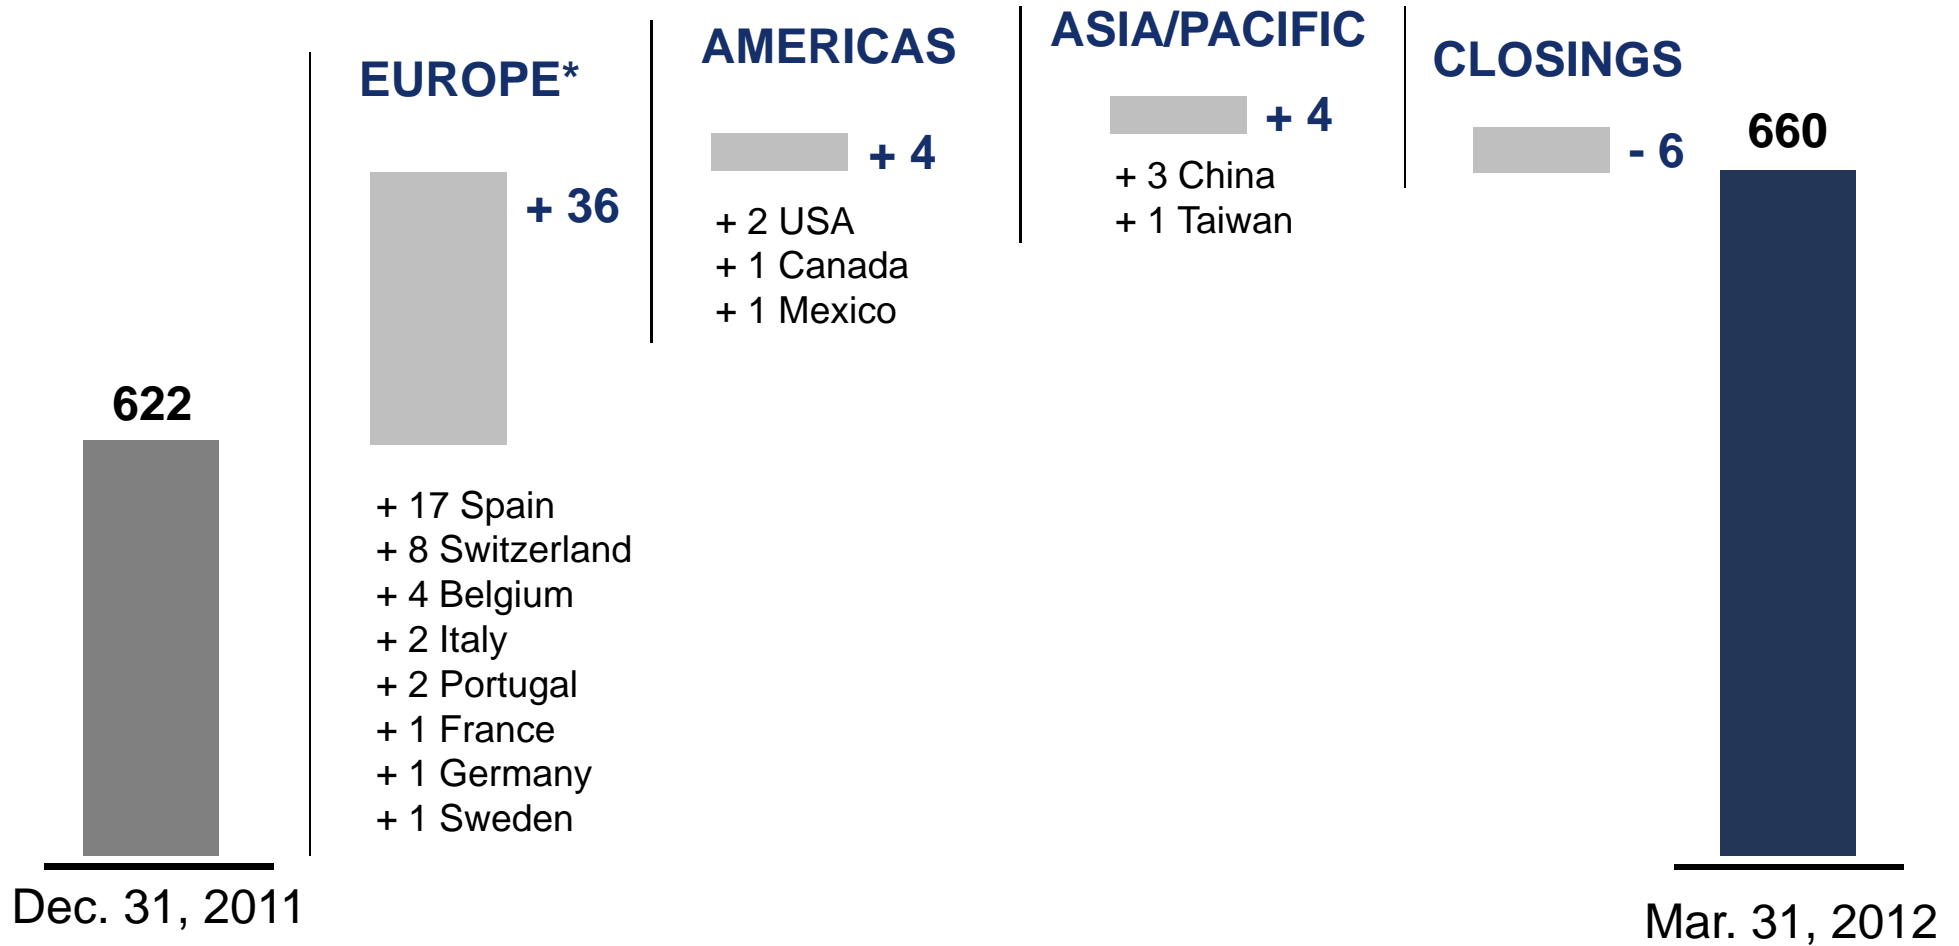 622
Dec. 31, 2011
EUROPE*
+ 36
+ 17 Spain
+ 8 Switzerland
+ 4 Belgium
+ 2 Italy
+ 2 Portugal
+ 1 France
+ 1 Germany
+ 1 Sweden
AMERICAS
+ 4
+ 2 USA
+ 1 Canada
+ 1 Mexico
ASIA/PACIFIC
+ 4
+ 3 China
+ 1 Taiwan
CLOSINGS
- 6
660
Mar. 31, 2012